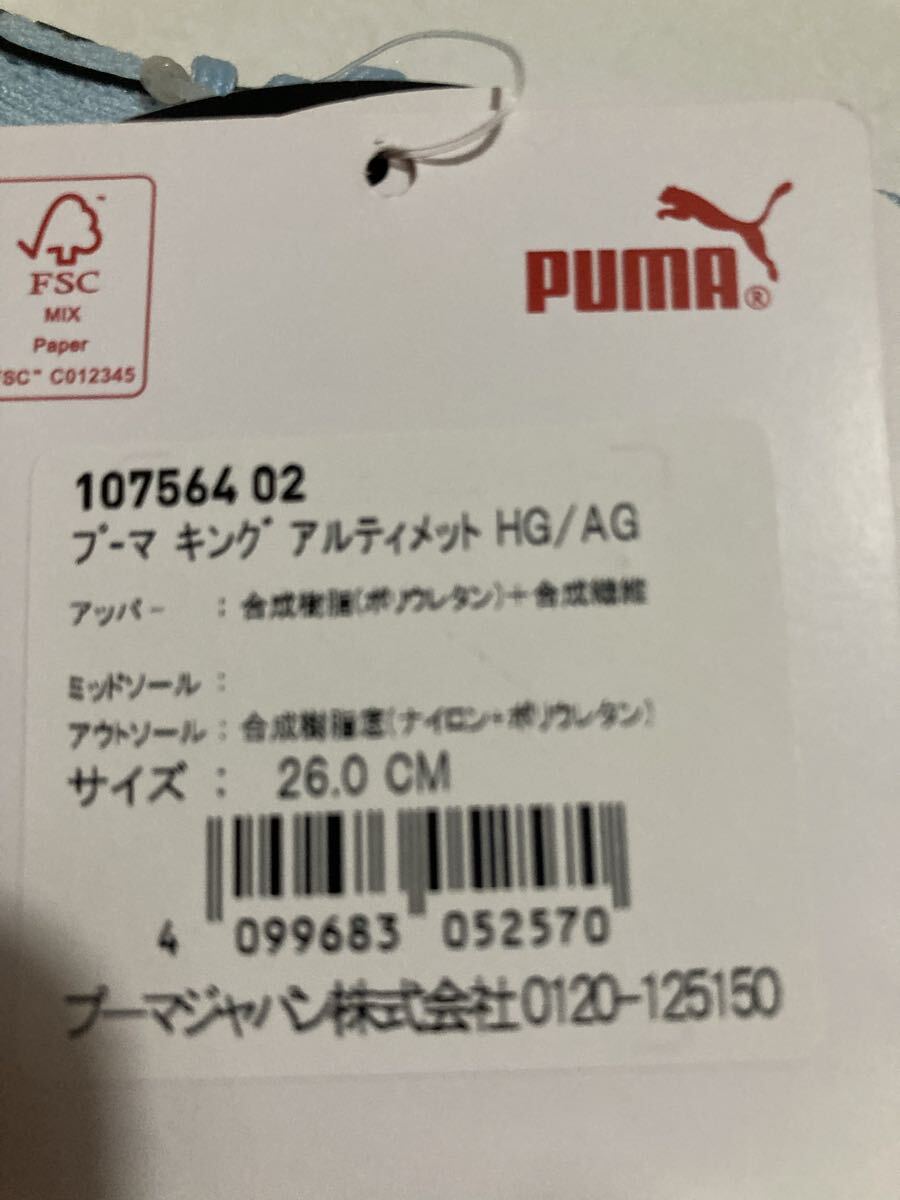 FSC
MIX
Paper
FSC™ C012345
PUMA®
107564 02
プーマ キング アルティメット HG/AG
アッパー : 合成樹脂(ポリウレタン)+合成繊維
ミッドソール :
アウトソール : 合成樹脂底(ナイロン+ポリウレタン)
サイズ : 26.0 CM
4 099683 052570
プーマジャパン株式会社0120-125150